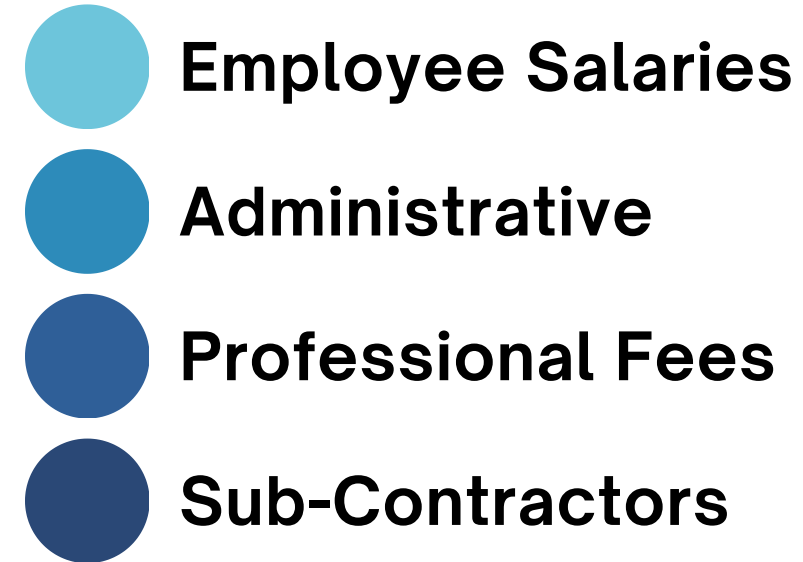 Employee Salaries
Administrative
Professional Fees
Sub-Contractors